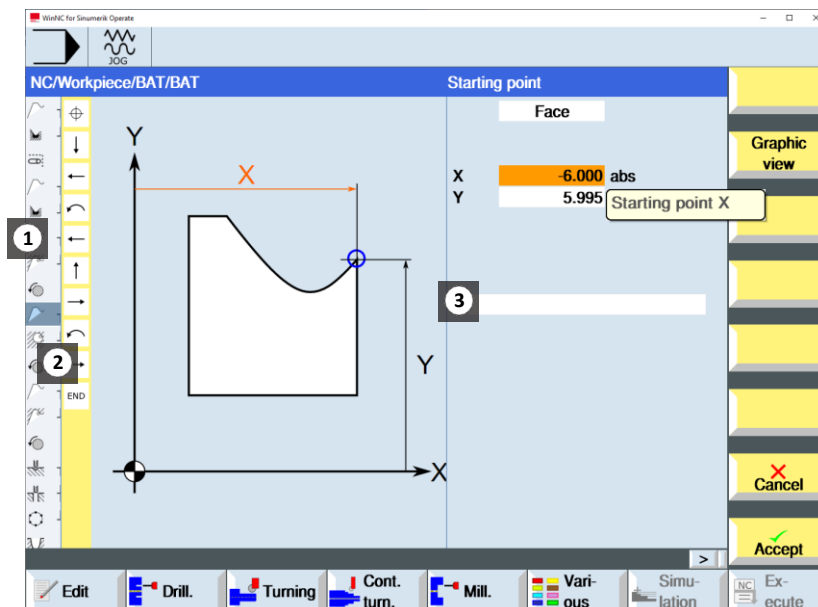 WinNC for Sinumerik Operate
JOG
NC/Workpiece/BAT/BAT
Starting point
Face
Graphic
view
Y
X
X -6.000 abs
Y 5.995
Starting point X
1
3
2
Y
END
X
Cancel
Accept
>
Edit
Drill.
Turning
Cont.
turn.
Mill.
Vari-
ous
Simu-
lation
NC
Ex-
ecute